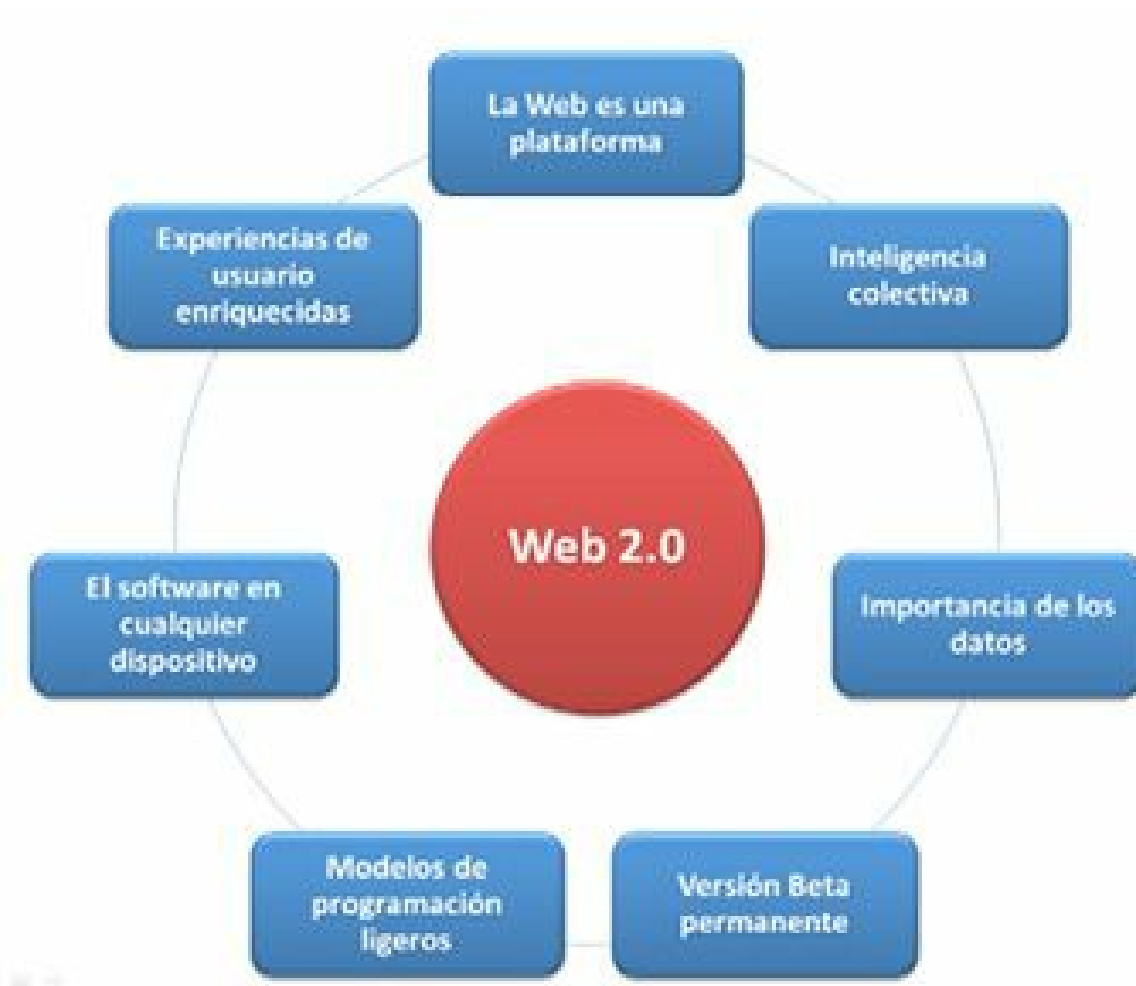 La Web es una
plataforma
Inteligencia
colectiva
Importancia de los
datos
Versión Beta
permanente
Modelos de
programación
ligeros
El software en
cualquier
dispositivo
Experiencias de
usuario
enriquecidas
Web 2.0